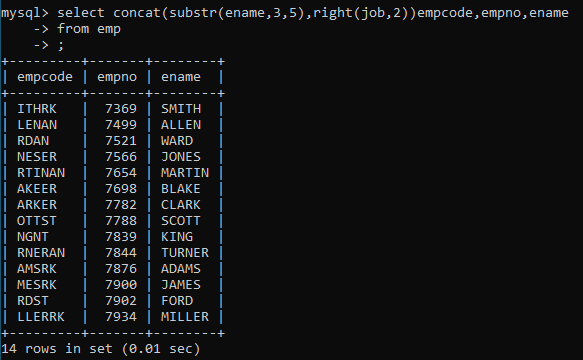 mysql> select concat(substr(ename,3,5),right(job,2))empcode,empno,ename
    -> from emp
    -> ;
+---------+-------+--------+
| empcode | empno | ename  |
+---------+-------+--------+
| ITHRK   |  7369 | SMITH  |
| LENAN   |  7499 | ALLEN  |
| RDAN    |  7521 | WARD   |
| NESER   |  7566 | JONES  |
| RTINAN  |  7654 | MARTIN |
| AKEER   |  7698 | BLAKE  |
| ARKER   |  7782 | CLARK  |
| OTTST   |  7788 | SCOTT  |
| NGNT    |  7839 | KING   |
| RNERAN  |  7844 | TURNER |
| AMSRK   |  7876 | ADAMS  |
| MESRK   |  7900 | JAMES  |
| RDST    |  7902 | FORD   |
| LLERRK  |  7934 | MILLER |
+---------+-------+--------+
14 rows in set (0.01 sec)